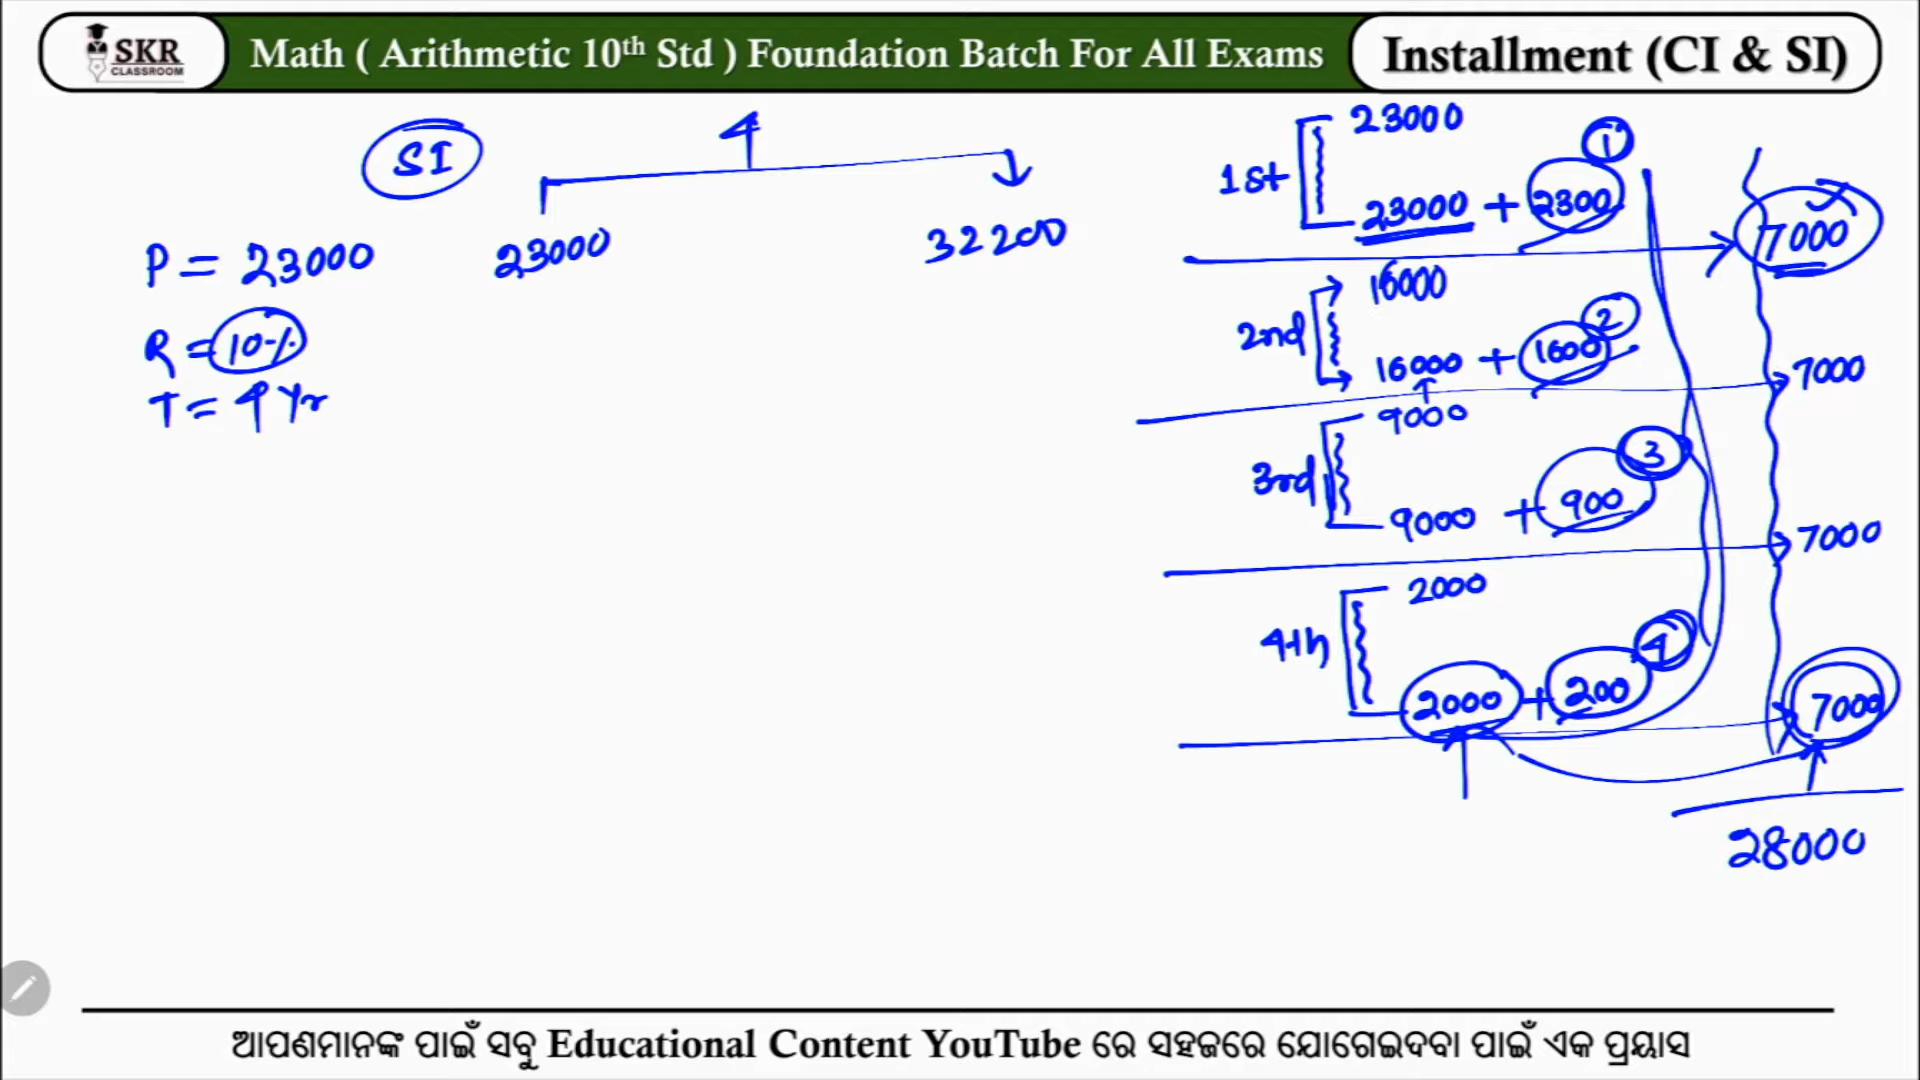 SKR
CLASSROOM
Math ( Arithmetic 10th Std ) Foundation Batch For All Exams
Installment (CI & SI)
SI
4
23000
32200
P = 23000
R = 10%
T = 4 Yr
1st
23000
23000 + 2300
1
7000
2nd
16000
16000 + 1600
2
7000
3rd
9000
9000 + 900
3
7000
4th
2000
2000 + 200
4
7000
28000
ଆପଣମାନଙ୍କ ପାଇଁ ସବୁ Educational Content YouTube ରେ ସହଜରେ ଯୋଗେଇଦବା ପାଇଁ ଏକ ପ୍ରୟାସ